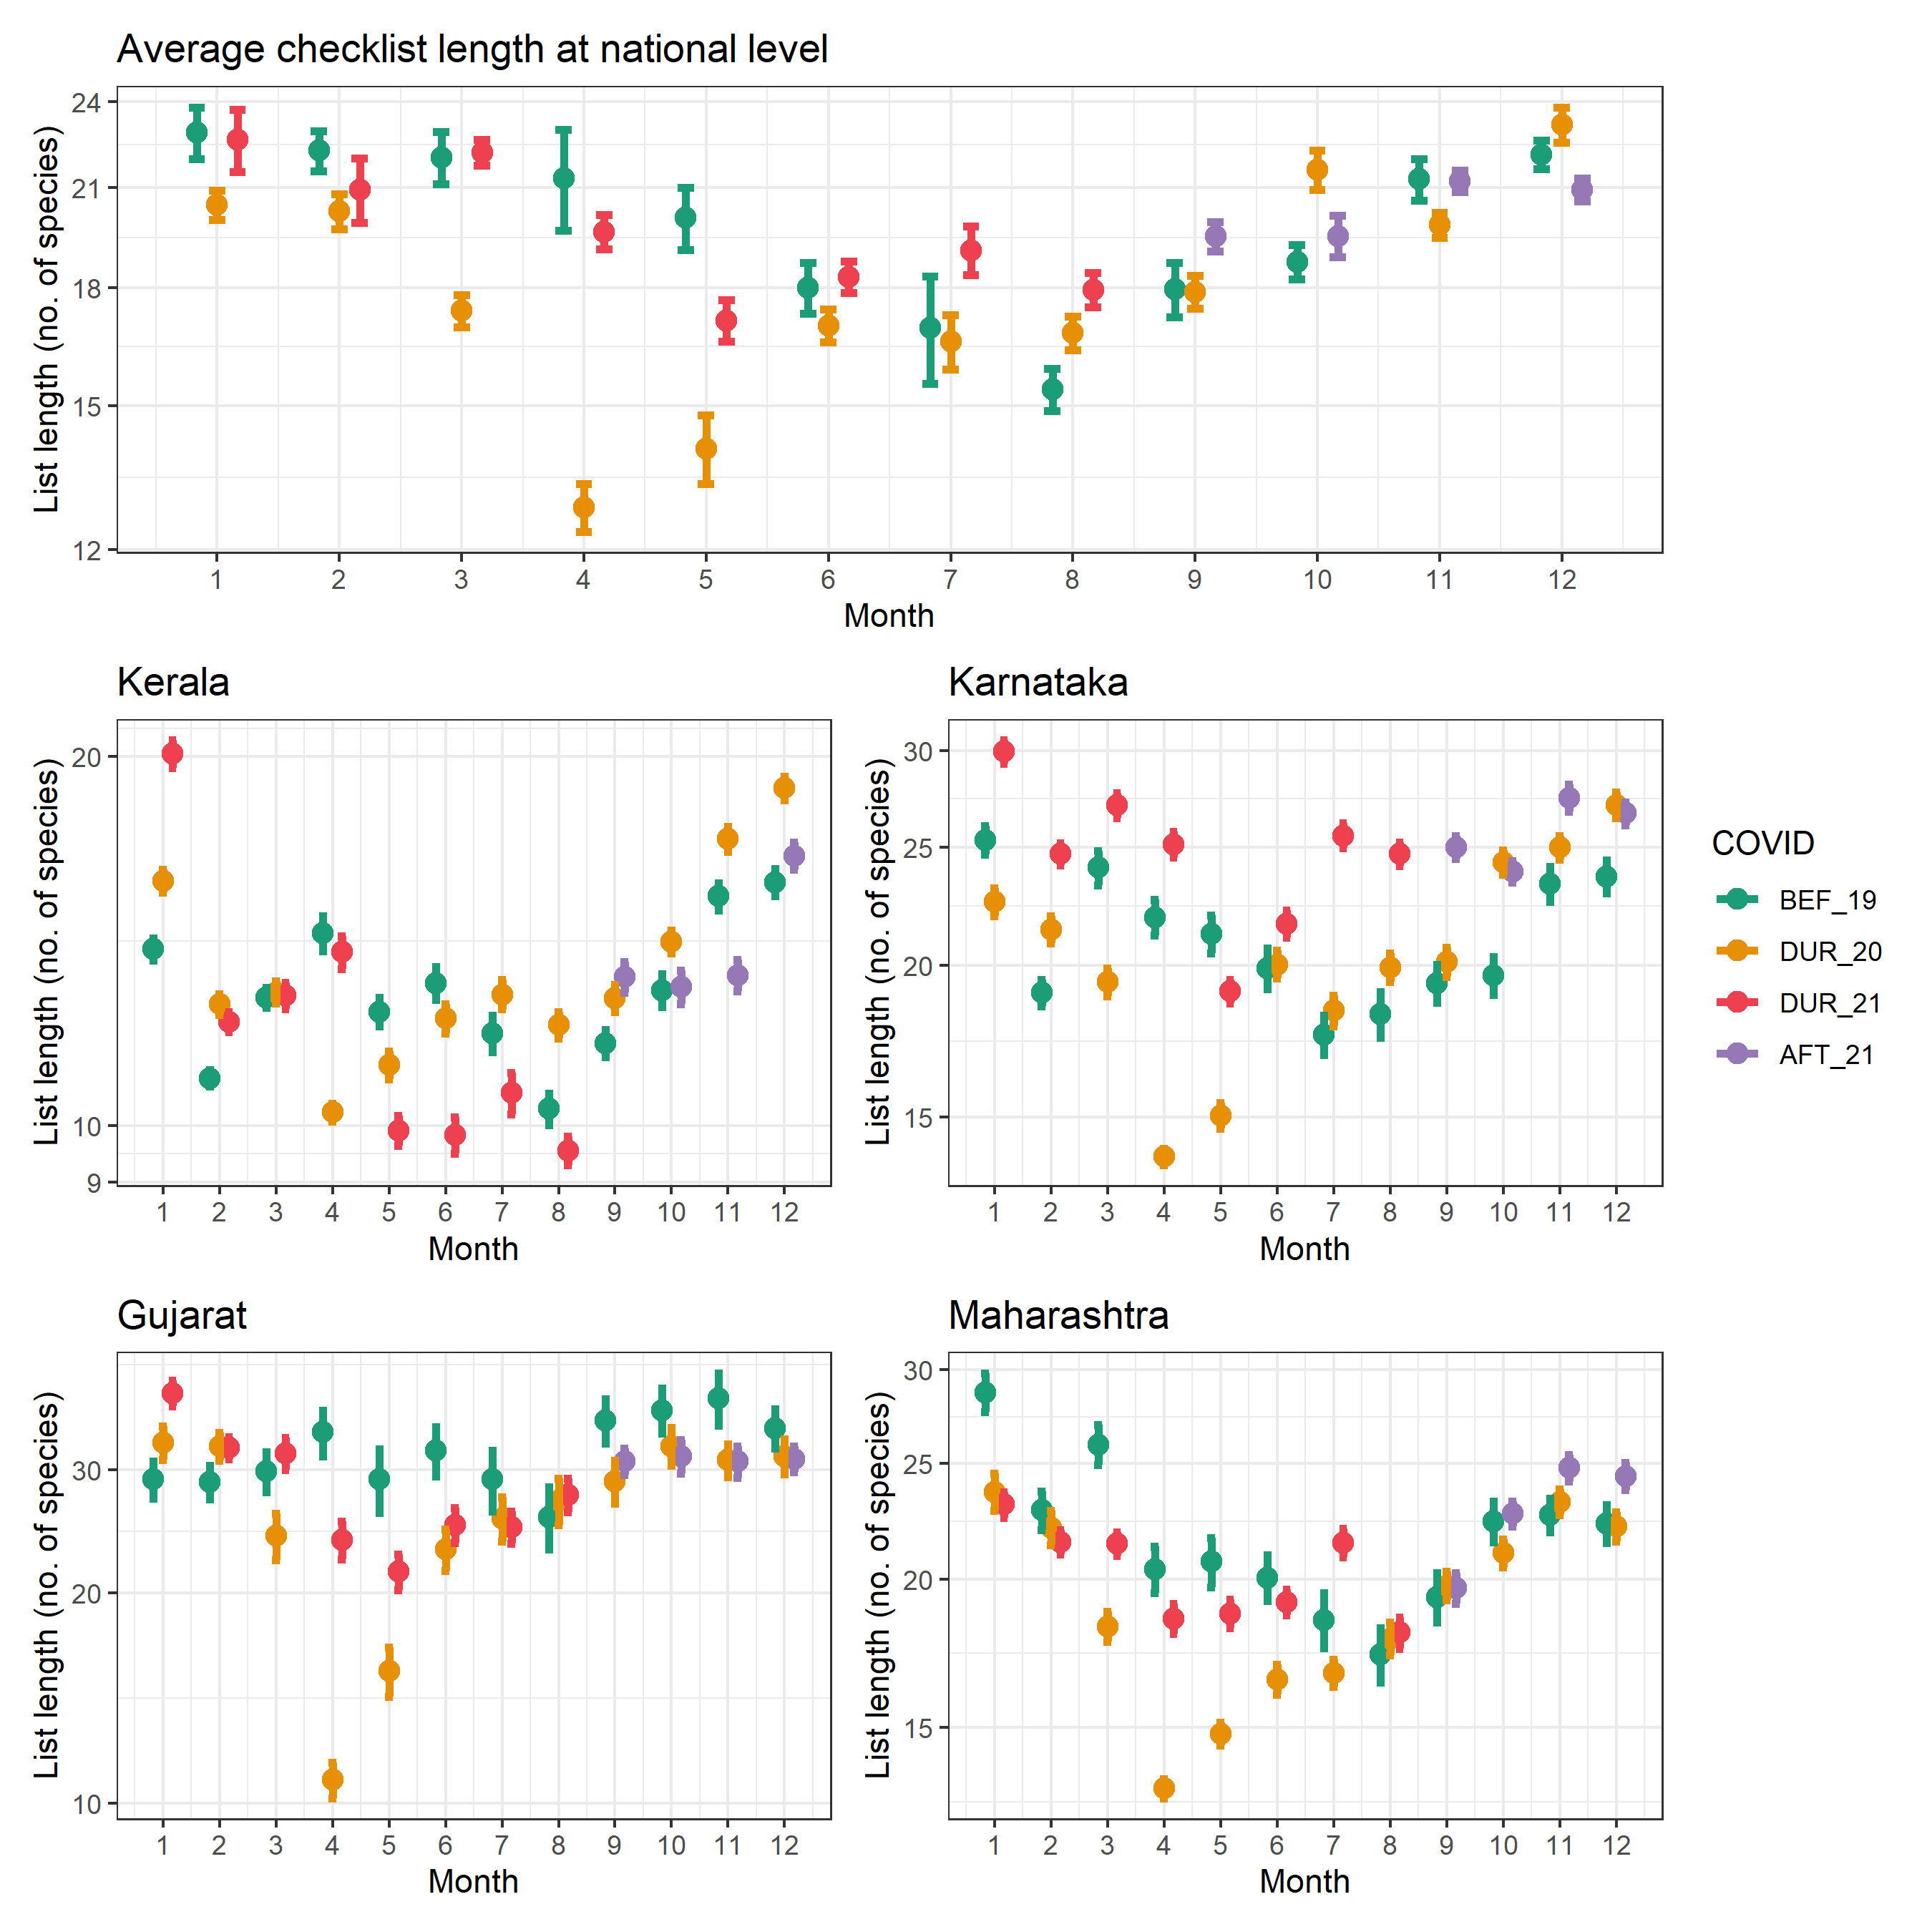 Average checklist length at national level
List length (no. of species)
24
21
18
15
12
1 2 3 4 5 6 7 8 9 10 11 12
Month
Kerala
List length (no. of species)
20
10
9
1 2 3 4 5 6 7 8 9 10 11 12
Month
Karnataka
List length (no. of species)
30
25
20
15
1 2 3 4 5 6 7 8 9 10 11 12
Month
COVID
BEF_19
DUR_20
DUR_21
AFT_21
Gujarat
List length (no. of species)
30
20
10
1 2 3 4 5 6 7 8 9 10 11 12
Month
Maharashtra
List length (no. of species)
30
25
20
15
1 2 3 4 5 6 7 8 9 10 11 12
Month